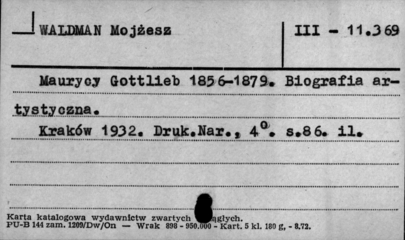 WALDMAN Mojżesz
III - 11.369
Maurycy Gottlieb 1856-1879. Biografia ar-
tystyczna.
Kraków 1932. Druk.Nar., 4°. s.86. il.
Karta katalogowa wydawnictw zwartych ągłych.
PU-B 144 zam. 1209/Dw/On — Wrak 898 - 950.000 - Kart. 5 kl. 180 g, - 8.72.